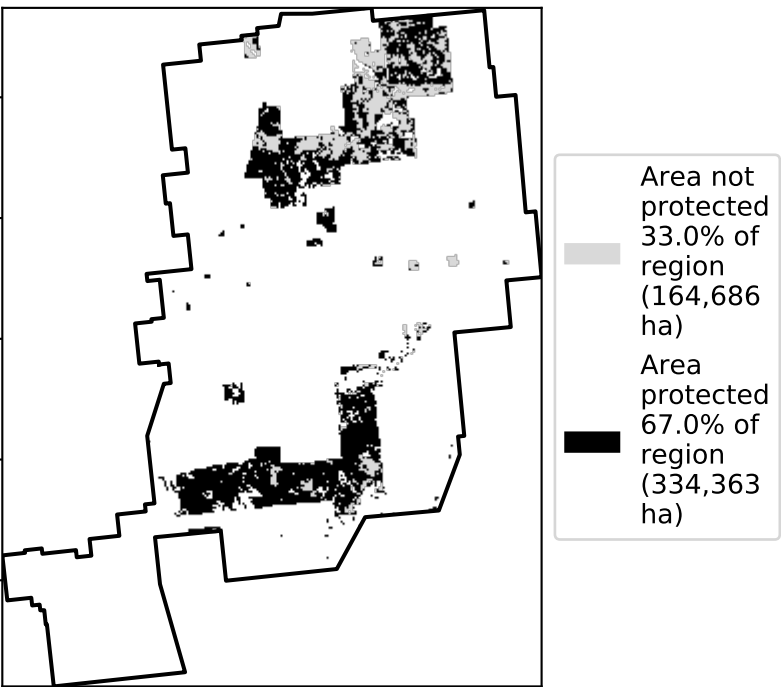 Area not
protected
33.0% of
region
(164,686
ha)
Area
protected
67.0% of
region
(334,363
ha)